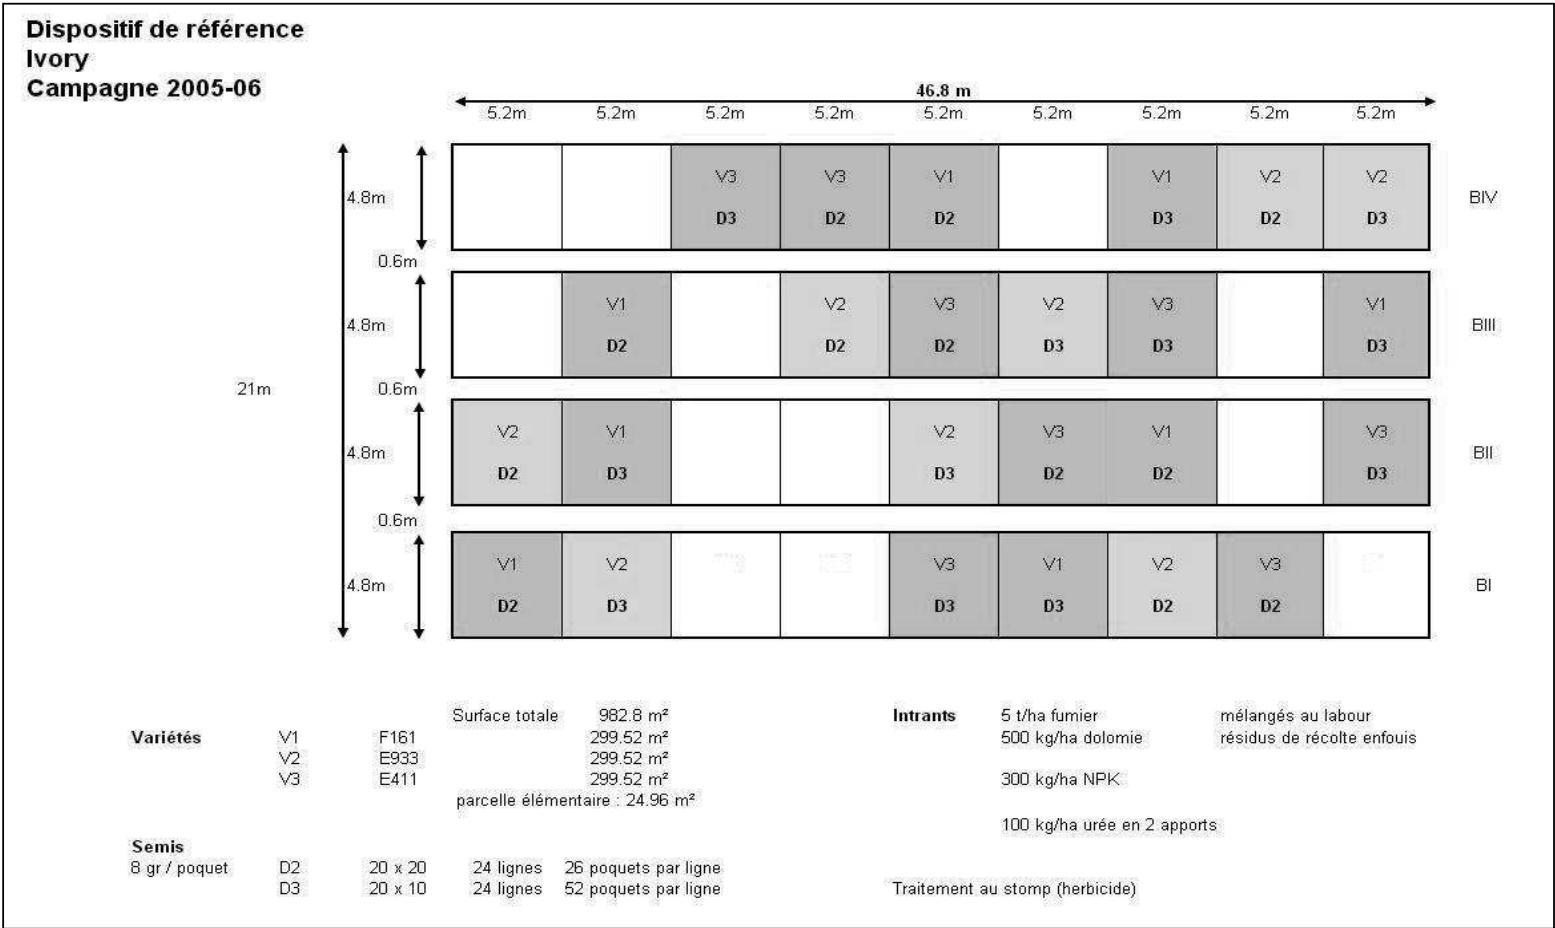 Dispositif de référence
Ivory
Campagne 2005-06
46.8 m
5.2m 5.2m 5.2m 5.2m 5.2m 5.2m 5.2m 5.2m 5.2m
V3 V3 V1 V1 V2 V2
4.8m BIV
D3 D2 D2 D3 D2 D3
0.6m
V1 V2 V3 V2 V3 V1
4.8m BIII
D2 D2 D2 D3 D3 D3
21m 0.6m
V2 V1 V2 V3 V1 V3
4.8m BII
D2 D3 D3 D2 D2 D3
0.6m
V1 V2 V3 V1 V2 V3
4.8m BI
D2 D3 D3 D3 D2 D2
Surface totale 982.8 m² Intrants 5 t/ha fumier mélangés au labour
Variétés V1 F161 299.52 m² 500 kg/ha dolomie résidus de récolte enfouis
V2 E933 299.52 m²
V3 E411 299.52 m² 300 kg/ha NPK
parcelle élémentaire : 24.96 m²
100 kg/ha urée en 2 apports
Semis
8 gr / poquet D2 20 x 20 24 lignes 26 poquets par ligne
D3 20 x 10 24 lignes 52 poquets par ligne Traitement au stomp (herbicide)